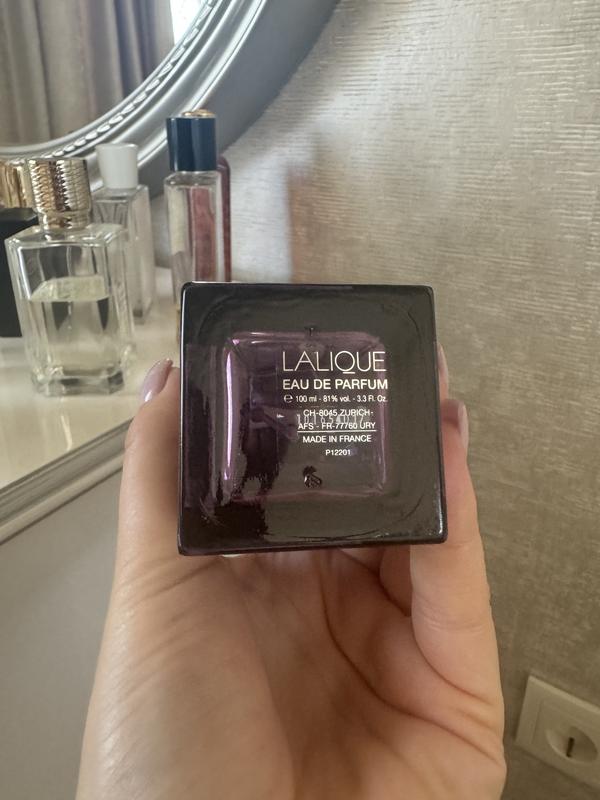 LALIQUE
EAU DE PARFUM
℮ 100 ml - 81% vol. - 3.3 Fl. Oz.
CH-8045 ZURICH-
AFS - FR-77760 URY
MADE IN FRANCE
P12201